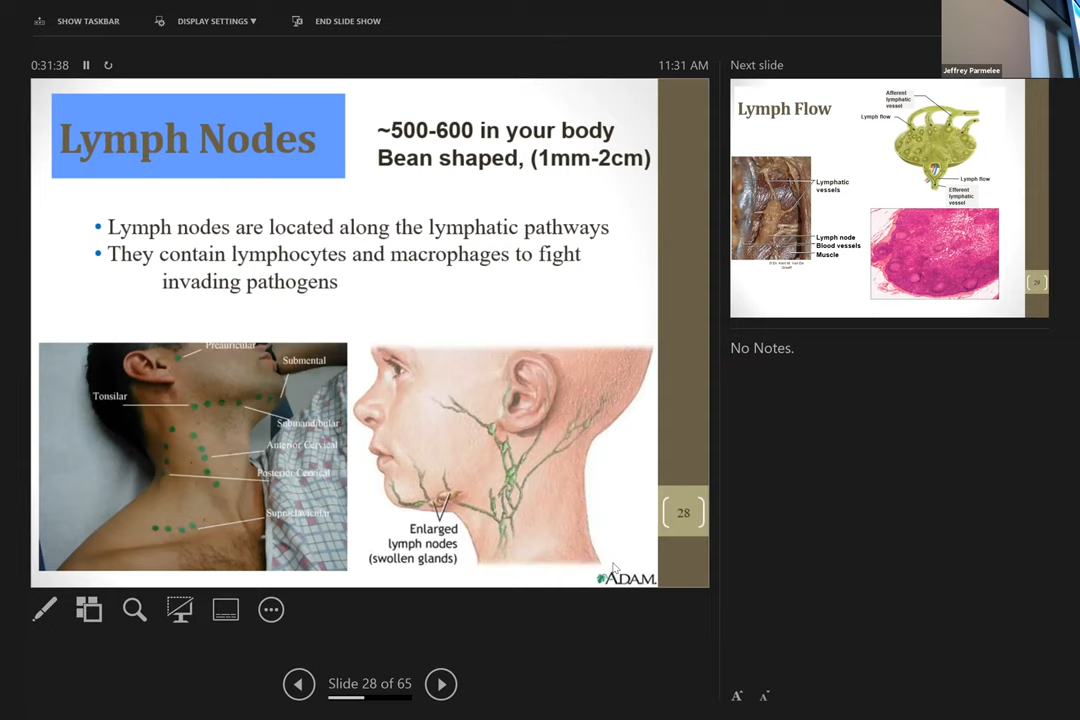 SHOW TASKBAR
DISPLAY SETTINGS ▼
END SLIDE SHOW
Jeffrey Parmelee
0:31:38
11:31 AM
Lymph Nodes
~500-600 in your body
Bean shaped, (1mm-2cm)
• Lymph nodes are located along the lymphatic pathways
• They contain lymphocytes and macrophages to fight
invading pathogens
Preauricular
Submental
Tonsilar
Submandibular
Anterior Cervical
Posterior Cervical
Supraclavicular
Enlarged
lymph nodes
(swollen glands)
ADAM.
28
Slide 28 of 65
Next slide
Lymph Flow
Afferent
lymphatic
vessel
Lymph flow
Lymph flow
Efferent
lymphatic
vessel
Lymphatic
vessels
Lymph node
Blood vessels
Muscle
29
No Notes.
A A